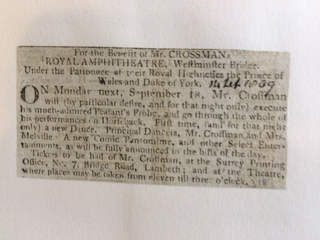 For the Benefit of Mr. CROSSMAN.
ROYAL AMPHITHEATRE, Westminster Bridge.
Under the Patronage of their Royal Highnesses the Prince of
Wales and Duke of York.
ON Monday next, September 18, Mr. Crossman
will (by particular desire, and for that night only) execute
his much-admired Peasant's Frolic, and go through the whole of
his performances on Horseback. First time, (and for that night
only) a new Dance. Principal Dancers, Mr. Crossman and Mrs.
Melville. A new Comic Pantomime, and other Select Enter-
tainments, as will be fully announced in the bills of the day.
Tickets to be had of Mr. Crossman, at the Surrey Printing
Office, No. 7, Bridge Road, Lambeth; and at the Theatre,
where places may be taken from eleven till three o'clock.